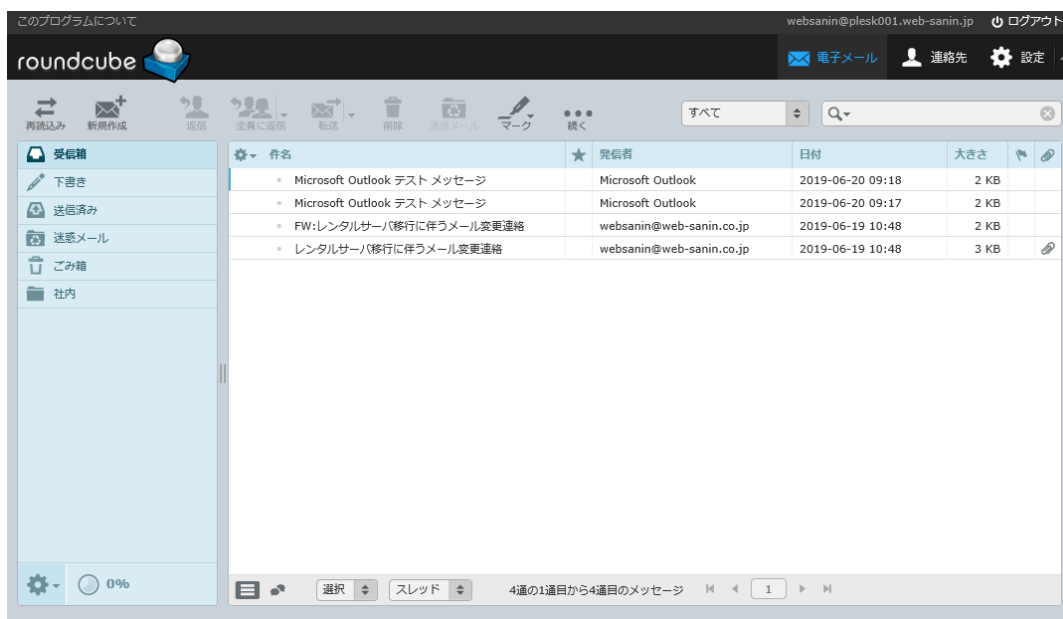 このプログラムについて websanin@plesk001.web-sanin.jp ログアウト
roundcube 電子メール 連絡先 設定
再読込み 新規作成 返信 全員に返信 転送 削除 迷惑メール マーク 続く すべて
受信箱
下書き
送信済み
迷惑メール
ごみ箱
社内
件名 発信者 日付 大きさ
Microsoft Outlook テスト メッセージ Microsoft Outlook 2019-06-20 09:18 2 KB
Microsoft Outlook テスト メッセージ Microsoft Outlook 2019-06-20 09:17 2 KB
FW:レンタルサーバ移行に伴うメール変更連絡 websanin@web-sanin.co.jp 2019-06-19 10:48 2 KB
レンタルサーバ移行に伴うメール変更連絡 websanin@web-sanin.co.jp 2019-06-19 10:48 3 KB
0% 選択 スレッド 4通の1通目から4通目のメッセージ 1